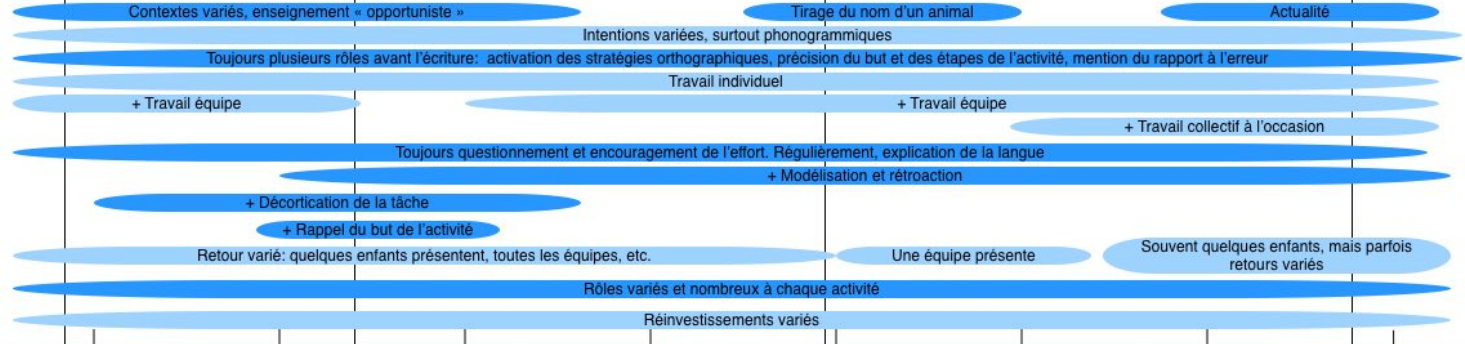 Contextes variés, enseignement « opportuniste »
Tirage du nom d'un animal
Actualité
Intentions variées, surtout phonogrammiques
Toujours plusieurs rôles avant l'écriture: activation des stratégies orthographiques, précision du but et des étapes de l'activité, mention du rapport à l'erreur
Travail individuel
+ Travail équipe
+ Travail équipe
+ Travail collectif à l'occasion
Toujours questionnement et encouragement de l'effort. Régulièrement, explication de la langue
+ Modélisation et rétroaction
+ Décortication de la tâche
+ Rappel du but de l'activité
Retour varié: quelques enfants présentent, toutes les équipes, etc.
Une équipe présente
Souvent quelques enfants, mais parfois
retours variés
Rôles variés et nombreux à chaque activité
Réinvestissements variés